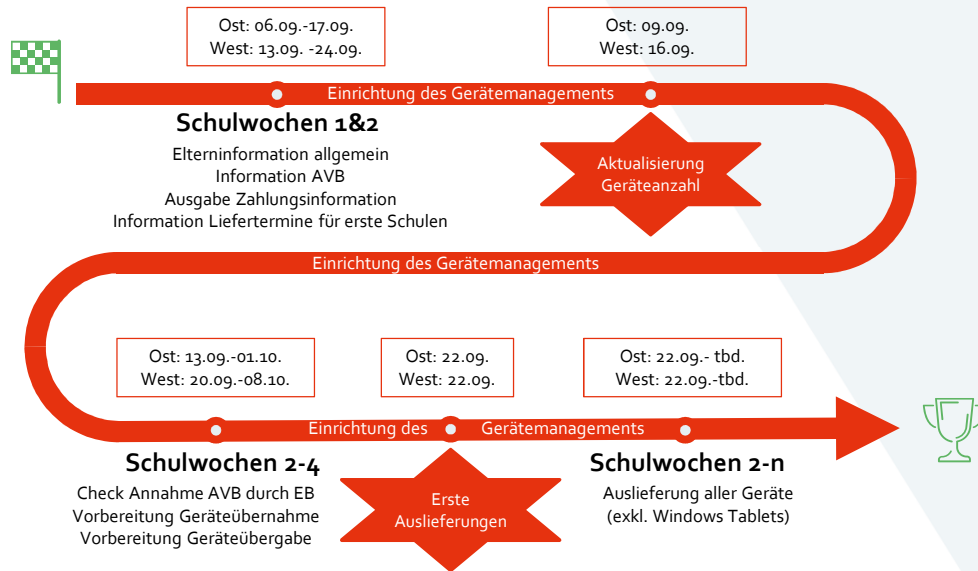 Ost: 06.09.-17.09.
West: 13.09. -24.09.
Ost: 09.09.
West: 16.09.
Einrichtung des Gerätemanagements
Schulwochen 1&2
Elterninformation allgemein
Information AVB
Ausgabe Zahlungsinformation
Information Liefertermine für erste Schulen
Aktualisierung
Geräteanzahl
Einrichtung des Gerätemanagements
Ost: 13.09.-01.10.
West: 20.09.-08.10.
Ost: 22.09.
West: 22.09.
Ost: 22.09.- tbd.
West: 22.09.-tbd.
Einrichtung des Gerätemanagements
Schulwochen 2-4
Check Annahme AVB durch EB
Vorbereitung Geräteübernahme
Vorbereitung Geräteübergabe
Erste
Auslieferungen
Schulwochen 2-n
Auslieferung aller Geräte
(exkl. Windows Tablets)